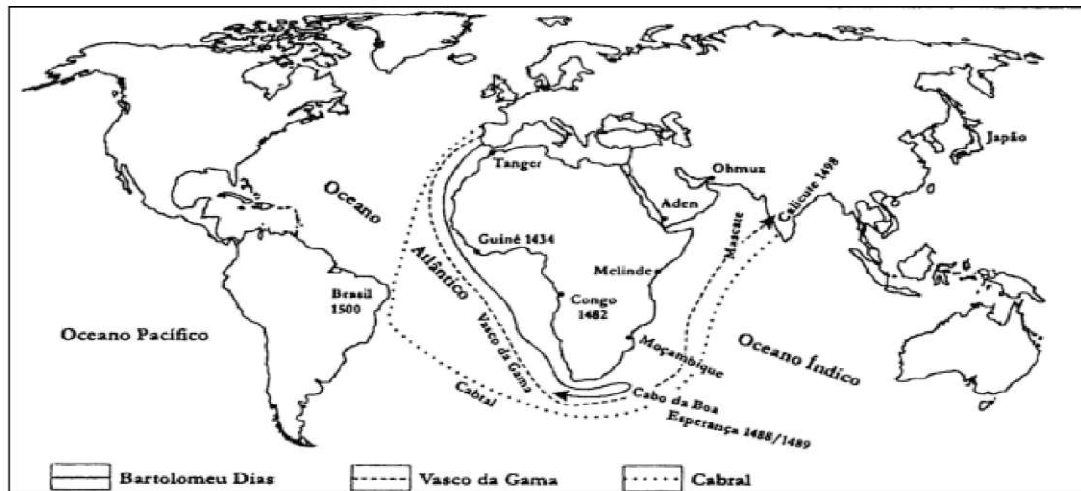 Japão
Tanger
Ohmuz
Oceano
Atlântico
Aden
Calicute 1498
Mascate
Guiné 1434
Melinde
Brasil
1500
Congo
1482
Oceano Pacífico
Vasco da Gama
Moçambique
Oceano Índico
Cabral
Cabo da Boa
Esperança 1488/1489
Bartolomeu Dias
Vasco da Gama
Cabral